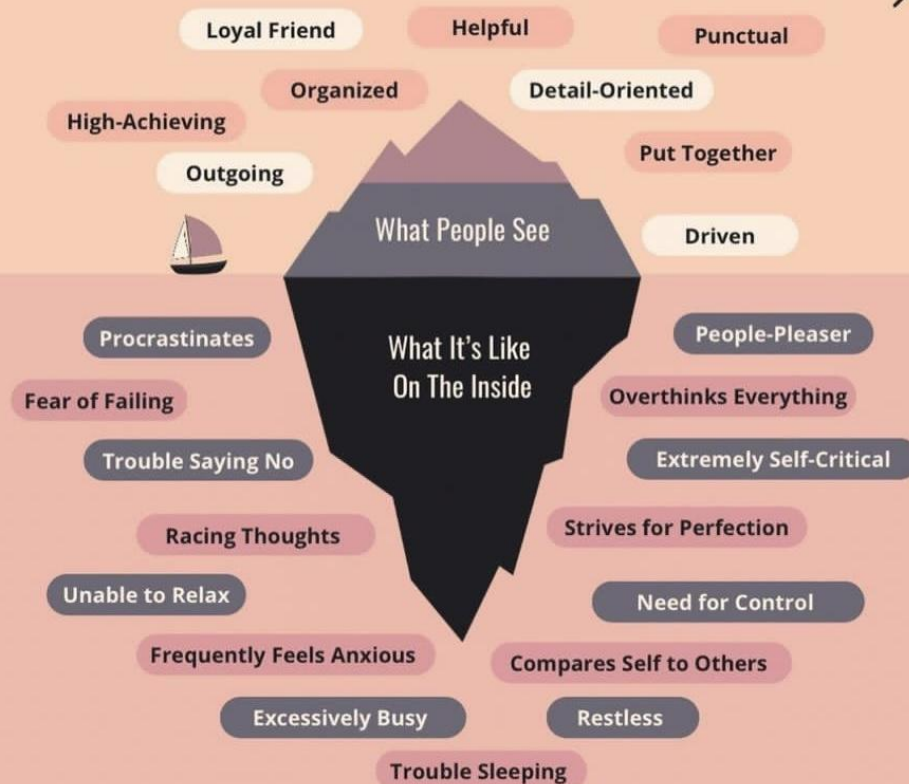 Loyal Friend
Helpful
Punctual
Organized
Detail-Oriented
High-Achieving
Put Together
Outgoing
What People See
Driven
Procrastinates
People-Pleaser
What It's Like
On The Inside
Fear of Failing
Overthinks Everything
Trouble Saying No
Extremely Self-Critical
Racing Thoughts
Strives for Perfection
Unable to Relax
Need for Control
Frequently Feels Anxious
Compares Self to Others
Excessively Busy
Restless
Trouble Sleeping